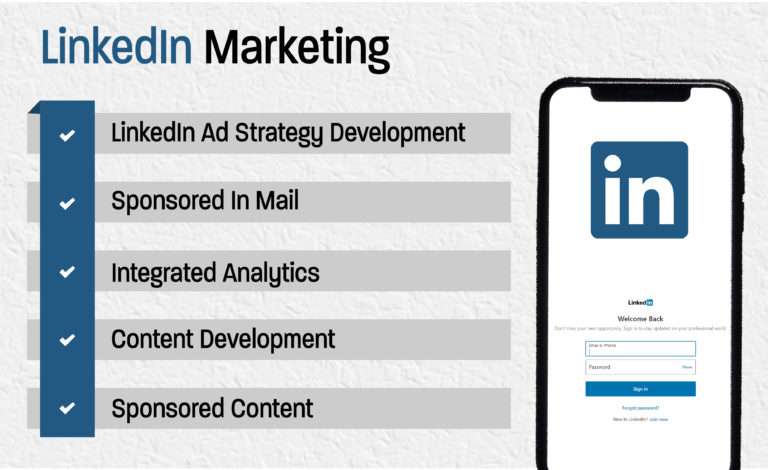 LinkedIn Marketing
LinkedIn Ad Strategy Development
Sponsored In Mail
Integrated Analytics
Content Development
Sponsored Content
in
Linked in
Welcome Back
Don't miss your next opportunity. Sign in to stay updated on your professional world.
Email or Phone
Password Show
Sign in
Forgot password?
New to LinkedIn? Join now